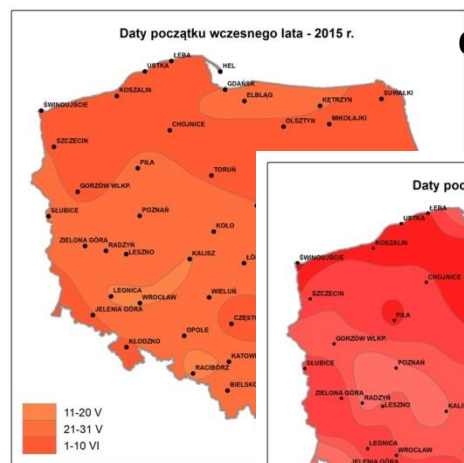 Daty początku wczesnego lata - 2015 r.
ŁEBA
USTKA
HEL
KOSZALIN
GDAŃSK
ELBLĄG
KĘTRZYN
SUWAŁKI
ŚWINOUJŚCIE
CHOJNICE
OLSZTYN
MIKOŁAJKI
SZCZECIN
PIŁA
TORUŃ
GORZÓW WLKP.
SŁUBICE
POZNAŃ
KOŁO
ZIELONA GÓRA
RADZYŃ
LESZNO
KALISZ
LEGNICA
WROCŁAW
WIELUŃ
JELENIA GÓRA
OPOLE
KŁODZKO
RACIBÓRZ
11-20 V
21-31 V
1-10 VI
ŁEBA
USTKA
KOSZALIN
ŚWINOUJŚCIE
CHOJNICE
SZCZECIN
PIŁA
GORZÓW WLKP.
SŁUBICE
POZNAŃ
ZIELONA GÓRA
RADZYŃ
LESZNO
LEGNICA
WROCŁAW
JELENIA GÓRA